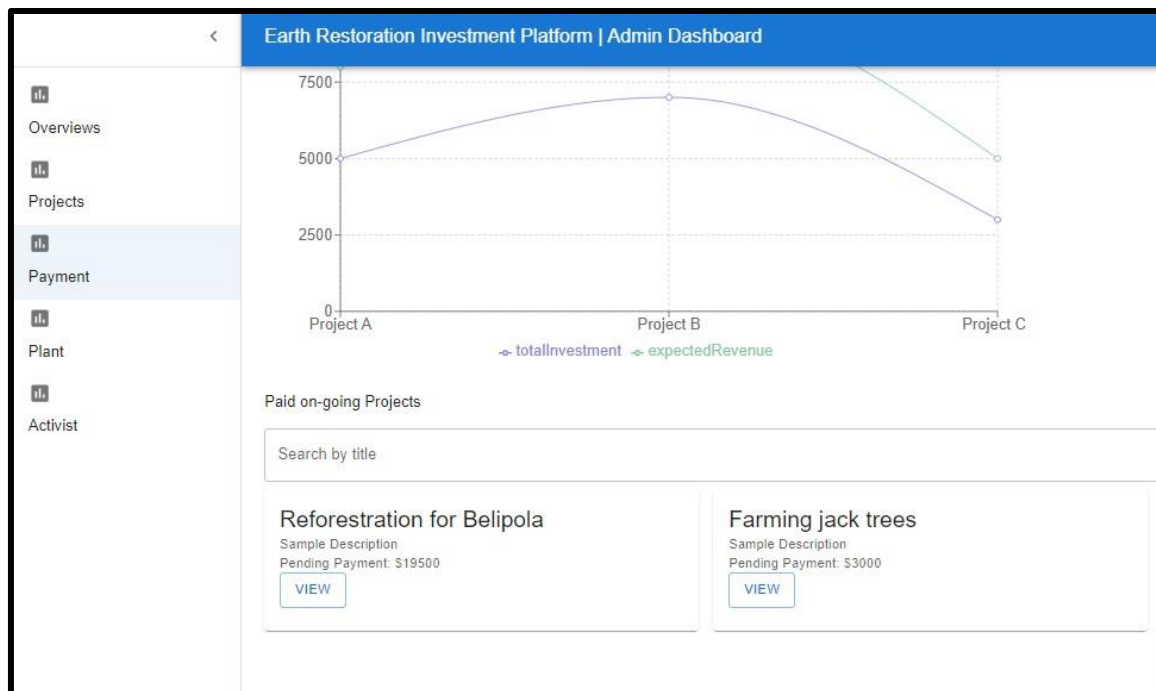 Earth Restoration Investment Platform | Admin Dashboard
Overviews
Projects
Payment
Plant
Activist
7500
5000
2500
0
Project A Project B Project C
totalInvestment expectedRevenue
Paid on-going Projects
Search by title
Reforestration for Belipola
Sample Description
Pending Payment: $19500
VIEW
Farming jack trees
Sample Description
Pending Payment: $3000
VIEW